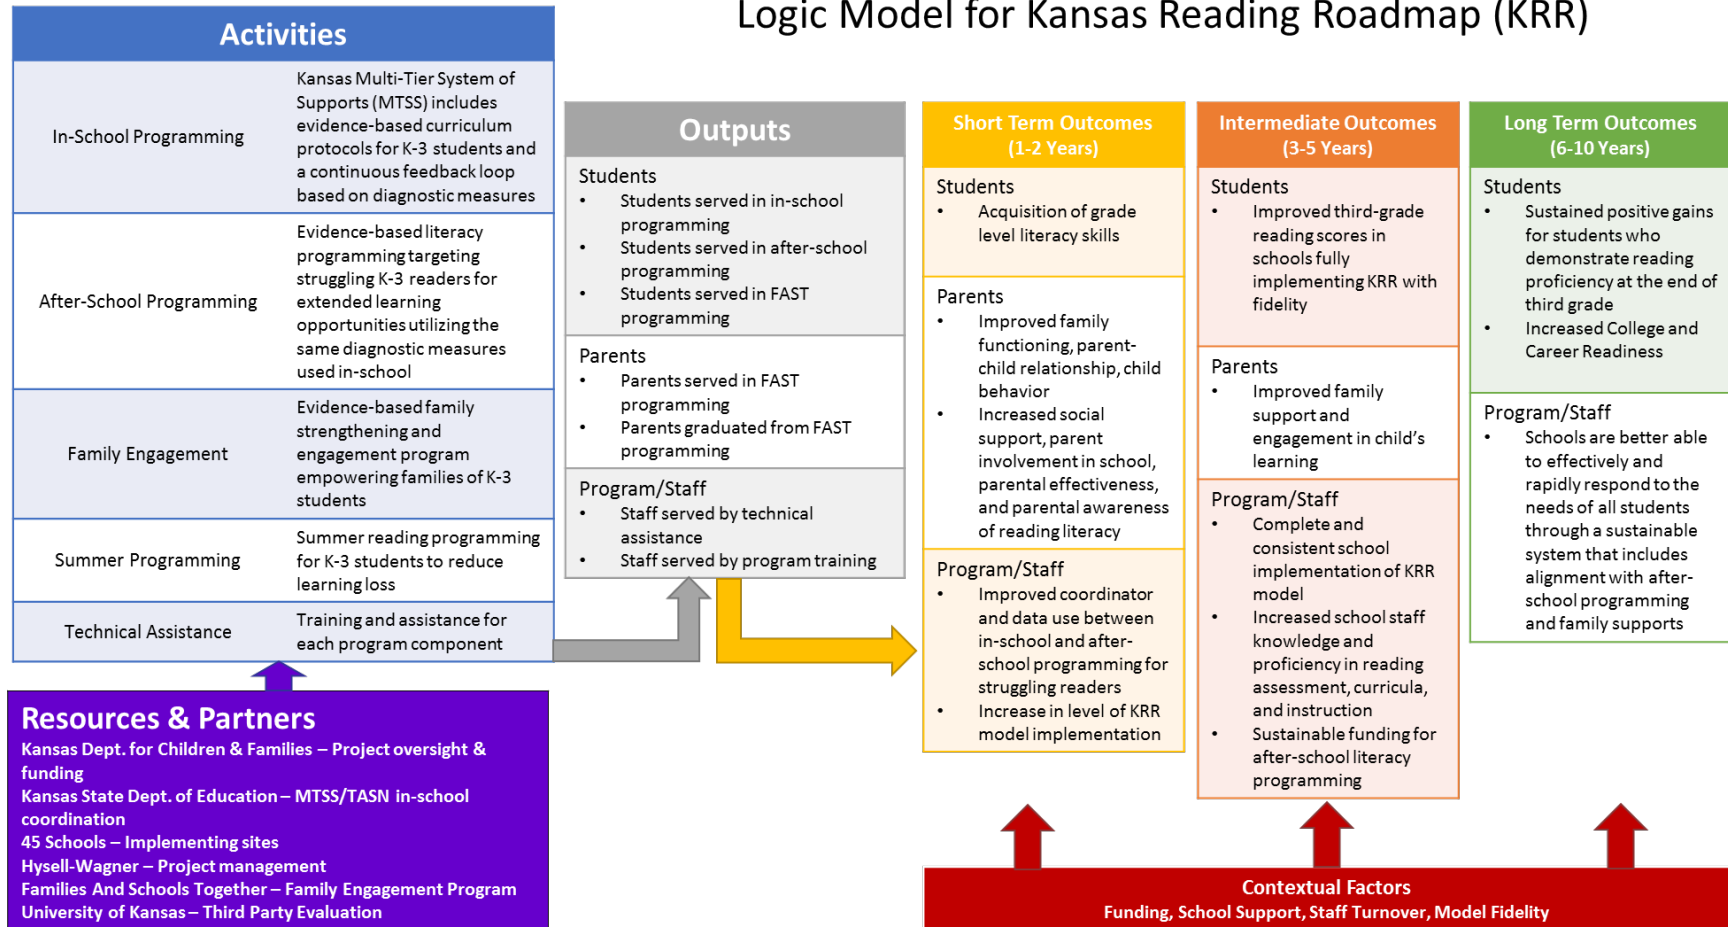 Logic Model for Kansas Reading Roadmap (KRR)
Activities
In-School Programming
Kansas Multi-Tier System of
Supports (MTSS) includes
evidence-based curriculum
protocols for K-3 students and
a continuous feedback loop
based on diagnostic measures
After-School Programming
Evidence-based literacy
programming targeting
struggling K-3 readers for
extended learning
opportunities utilizing the
same diagnostic measures
used in-school
Family Engagement
Evidence-based family
strengthening and
engagement program
empowering families of K-3
students
Summer Programming
Summer reading programming
for K-3 students to reduce
learning loss
Technical Assistance
Training and assistance for
each program component
Resources & Partners
Kansas Dept. for Children & Families – Project oversight &
funding
Kansas State Dept. of Education – MTSS/TASN in-school
coordination
45 Schools – Implementing sites
Hysell-Wagner – Project management
Families And Schools Together – Family Engagement Program
University of Kansas – Third Party Evaluation
Outputs
Students
• Students served in in-school
programming
• Students served in after-school
programming
• Students served in FAST
programming
Parents
• Parents served in FAST
programming
• Parents graduated from FAST
programming
Program/Staff
• Staff served by technical
assistance
• Staff served by program training
Short Term Outcomes
(1-2 Years)
Students
• Acquisition of grade
level literacy skills
Parents
• Improved family
functioning, parent-
child relationship, child
behavior
• Increased social
support, parent
involvement in school,
parental effectiveness,
and parental awareness
of reading literacy
Program/Staff
• Improved coordinator
and data use between
in-school and after-
school programming for
struggling readers
• Increase in level of KRR
model implementation
Intermediate Outcomes
(3-5 Years)
Students
• Improved third-grade
reading scores in
schools fully
implementing KRR with
fidelity
Parents
• Improved family
support and
engagement in child's
learning
Program/Staff
• Complete and
consistent school
implementation of KRR
model
• Increased school staff
knowledge and
proficiency in reading
assessment, curricula,
and instruction
• Sustainable funding for
after-school literacy
programming
Long Term Outcomes
(6-10 Years)
Students
• Sustained positive gains
for students who
demonstrate reading
proficiency at the end of
third grade
• Increased College and
Career Readiness
Program/Staff
• Schools are better able
to effectively and
rapidly respond to the
needs of all students
through a sustainable
system that includes
alignment with after-
school programming
and family supports
Contextual Factors
Funding, School Support, Staff Turnover, Model Fidelity